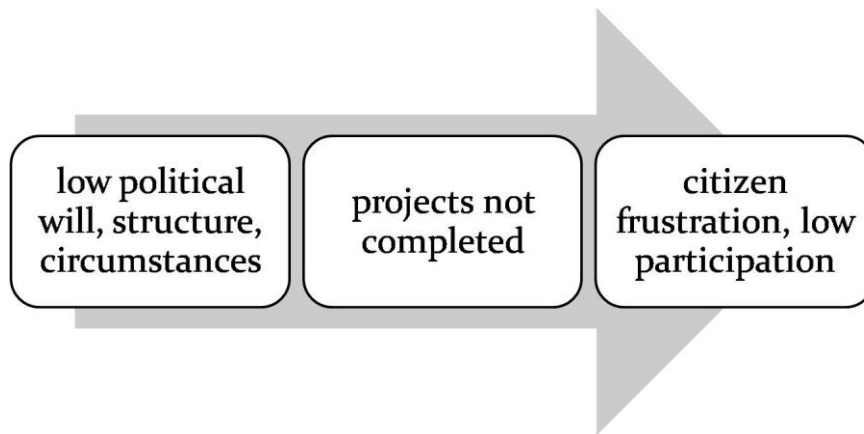 low political
will, structure,
circumstances
projects not
completed
citizen
frustration, low
participation